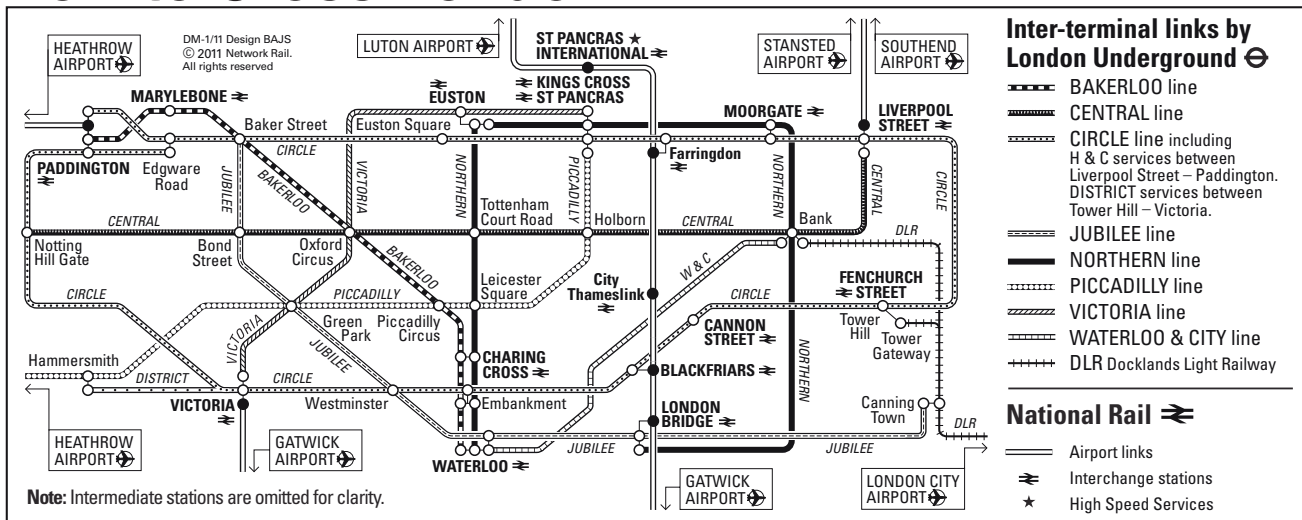 HEATHROW
AIRPORT
DM-1/11 Design BAJS
© 2011 Network Rail.
All rights reserved
LUTON AIRPORT
ST PANCRAS ★
INTERNATIONAL
KINGS CROSS
ST PANCRAS
STANSTED
AIRPORT
SOUTHEND
AIRPORT
MARYLEBONE
EUSTON
MOORGATE
LIVERPOOL
STREET
Baker Street
Euston Square
CIRCLE
PADDINGTON
Edgware
Road
JUBILEE
BAKERLOO
VICTORIA
NORTHERN
PICCADILLY
Farringdon
NORTHERN
CENTRAL
CIRCLE
Tottenham
Court Road
CENTRAL
Holborn
CENTRAL
Bank
DLR
Notting
Hill Gate
Bond
Street
Oxford
Circus
BAKERLOO
W & C
Leicester
Square
City
Thameslink
FENCHURCH
STREET
CIRCLE
PICCADILLY
CIRCLE
VICTORIA
Green
Park
Piccadilly
Circus
CANNON
STREET
Tower
Hill
Tower
Gateway
Hammersmith
JUBILEE
CHARING
CROSS
BLACKFRIARS
NORTHERN
DISTRICT
CIRCLE
VICTORIA
Westminster
Embankment
LONDON
BRIDGE
Canning
Town
DLR
HEATHROW
AIRPORT
GATWICK
AIRPORT
WATERLOO
JUBILEE
JUBILEE
GATWICK
AIRPORT
LONDON CITY
AIRPORT
Note: Intermediate stations are omitted for clarity.
Inter-terminal links by
London Underground
BAKERLOO line
CENTRAL line
CIRCLE line including
H & C services between
Liverpool Street – Paddington.
DISTRICT services between
Tower Hill – Victoria.
JUBILEE line
NORTHERN line
PICCADILLY line
VICTORIA line
WATERLOO & CITY line
DLR Docklands Light Railway
National Rail
Airport links
Interchange stations
★ High Speed Services